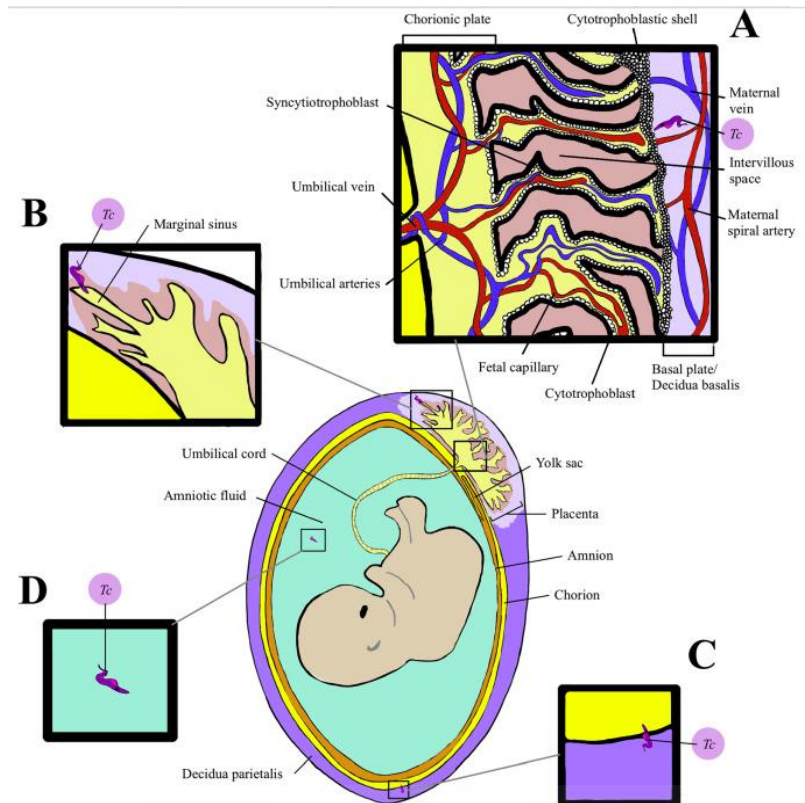 Chorionic plate
Cytotrophoblastic shell
A
Syncytiotrophoblast
Maternal
vein
Tc
Intervillous
space
Umbilical vein
Maternal
spiral artery
B
Tc
Marginal sinus
Umbilical arteries
Fetal capillary
Cytotrophoblast
Basal plate/
Decidua basalis
Umbilical cord
Yolk sac
Amniotic fluid
Placenta
Amnion
D
Tc
Chorion
C
Tc
Decidua parietalis